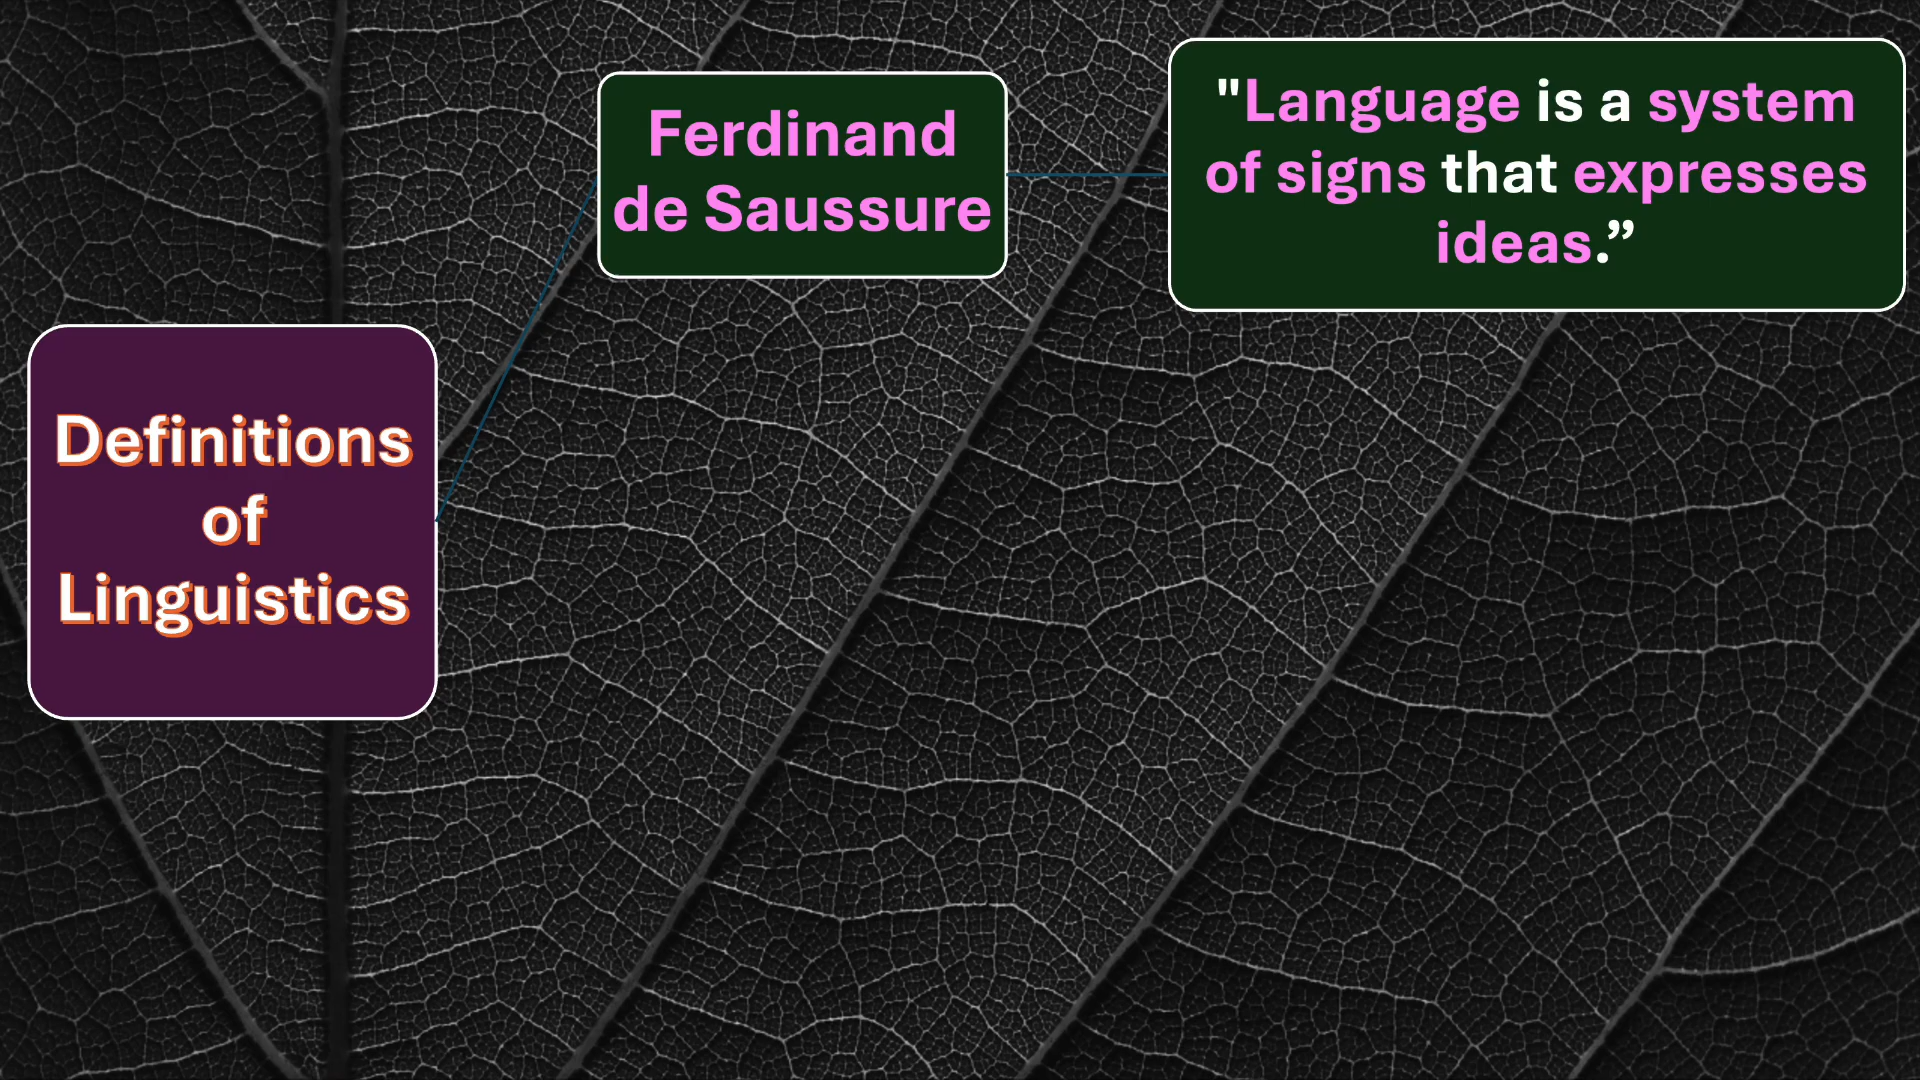 Definitions
of
Linguistics
Ferdinand
de Saussure
"Language is a system
of signs that expresses
ideas.”